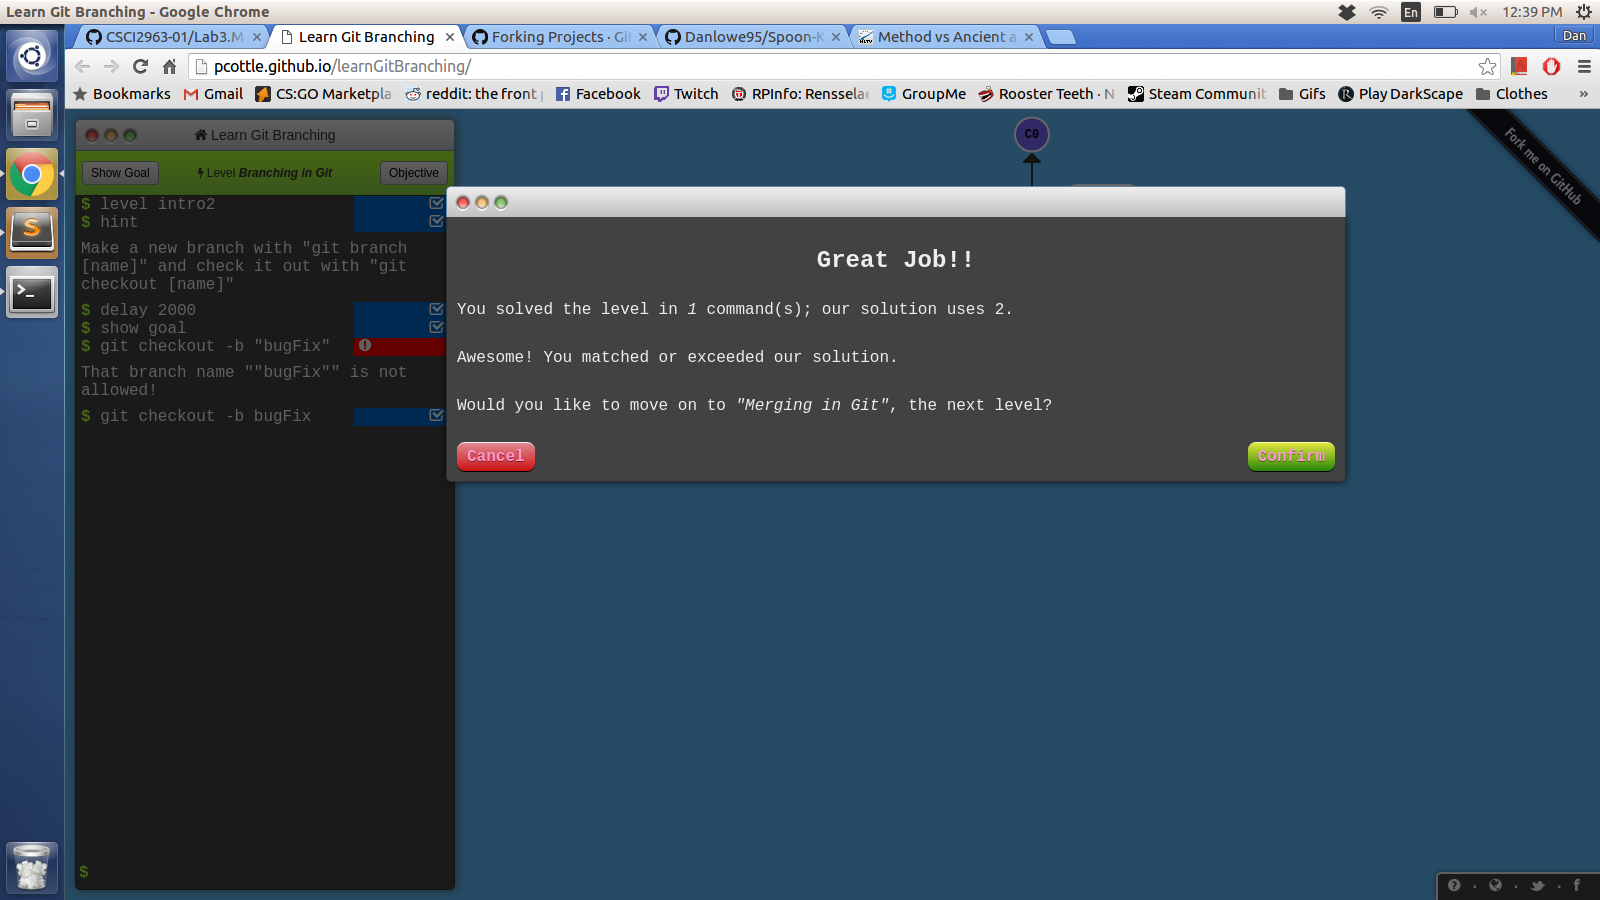 Learn Git Branching - Google Chrome
En
12:39 PM
CSCI2963-01/Lab3.M
Learn Git Branching
Forking Projects · Gi
Danlowe95/Spoon-K
Method vs Ancient a
Dan
pcottle.github.io/learnGitBranching/
Bookmarks
Gmail
CS:GO Marketpla
reddit: the front
Facebook
Twitch
RPInfo: Rensselae
GroupMe
Rooster Teeth · N
Steam Communit
Gifs
Play DarkScape
Clothes
»
Learn Git Branching
Show Goal
Level Branching in Git
Objective
$ level intro2
$ hint
Make a new branch with "git branch
[name]" and check it out with "git
checkout [name]"
$ delay 2000
$ show goal
$ git checkout -b "bugFix"
That branch name ""bugFix"" is not
allowed!
$ git checkout -b bugFix
$
C0
Fork me on GitHub
Great Job!!
You solved the level in 1 command(s); our solution uses 2.
Awesome! You matched or exceeded our solution.
Would you like to move on to "Merging in Git", the next level?
Cancel
Confirm